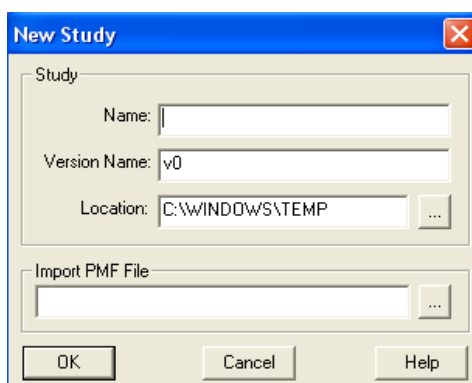 New Study
Study
Name:
Version Name: v0
Location: C:\WINDOWS\TEMP ...
Import PMF File
...
OK Cancel Help